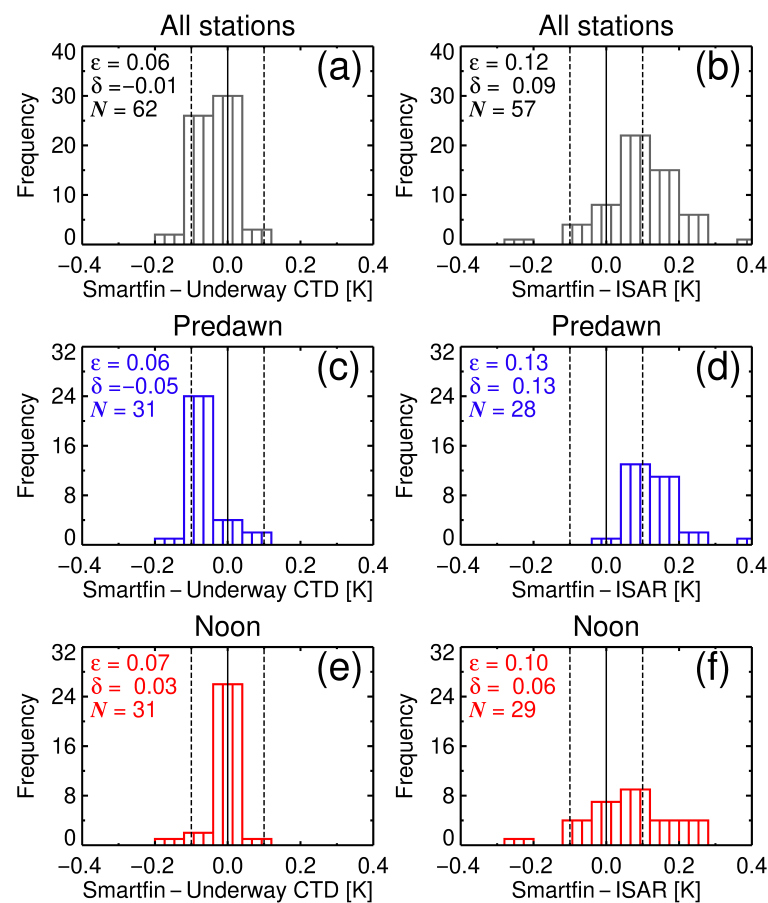 All stations
(a)
ε = 0.06
δ =−0.01
N = 62
Frequency
40
30
20
10
0
−0.4 −0.2 0.0 0.2 0.4
Smartfin − Underway CTD [K]
All stations
(b)
ε = 0.12
δ = 0.09
N = 57
Frequency
40
30
20
10
0
−0.4 −0.2 0.0 0.2 0.4
Smartfin − ISAR [K]
Predawn
(c)
ε = 0.06
δ =−0.05
N = 31
Frequency
32
24
16
8
0
−0.4 −0.2 0.0 0.2 0.4
Smartfin − Underway CTD [K]
Predawn
(d)
ε = 0.13
δ = 0.13
N = 28
Frequency
32
24
16
8
0
−0.4 −0.2 0.0 0.2 0.4
Smartfin − ISAR [K]
Noon
(e)
ε = 0.07
δ = 0.03
N = 31
Frequency
32
24
16
8
0
−0.4 −0.2 0.0 0.2 0.4
Smartfin − Underway CTD [K]
Noon
(f)
ε = 0.10
δ = 0.06
N = 29
Frequency
32
24
16
8
0
−0.4 −0.2 0.0 0.2 0.4
Smartfin − ISAR [K]